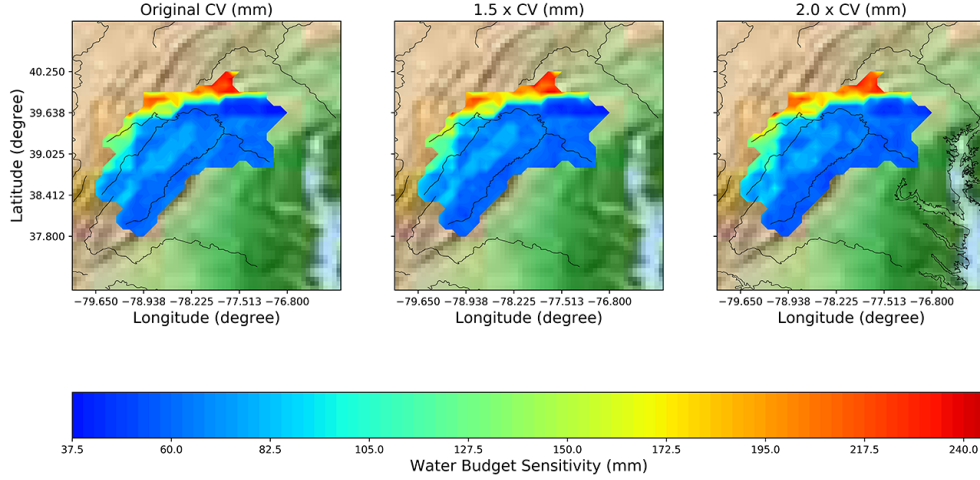 Original CV (mm) 1.5 x CV (mm) 2.0 x CV (mm)
40.250
39.638
39.025
38.412
37.800
Latitude (degree)
−79.650 −78.938 −78.225 −77.513 −76.800 −79.650 −78.938 −78.225 −77.513 −76.800 −79.650 −78.938 −78.225 −77.513 −76.800
Longitude (degree) Longitude (degree) Longitude (degree)
37.5 60.0 82.5 105.0 127.5 150.0 172.5 195.0 217.5 240.0
Water Budget Sensitivity (mm)